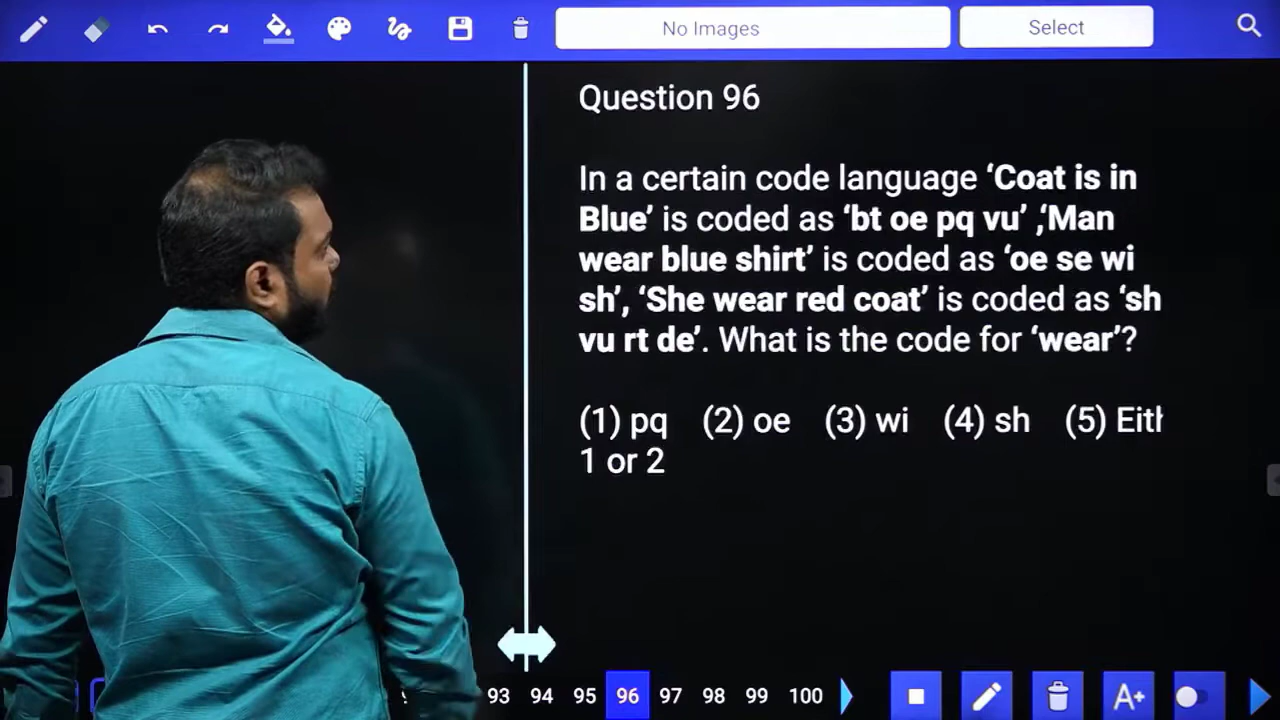 No Images
Select
Question 96
In a certain code language ‘Coat is in
Blue’ is coded as ‘bt oe pq vu’ ,‘Man
wear blue shirt’ is coded as ‘oe se wi
sh’, ‘She wear red coat’ is coded as ‘sh
vu rt de’. What is the code for ‘wear’?
(1) pq (2) oe (3) wi (4) sh (5)
1 or 2
93 94 95 96 97 98 99 100
A+